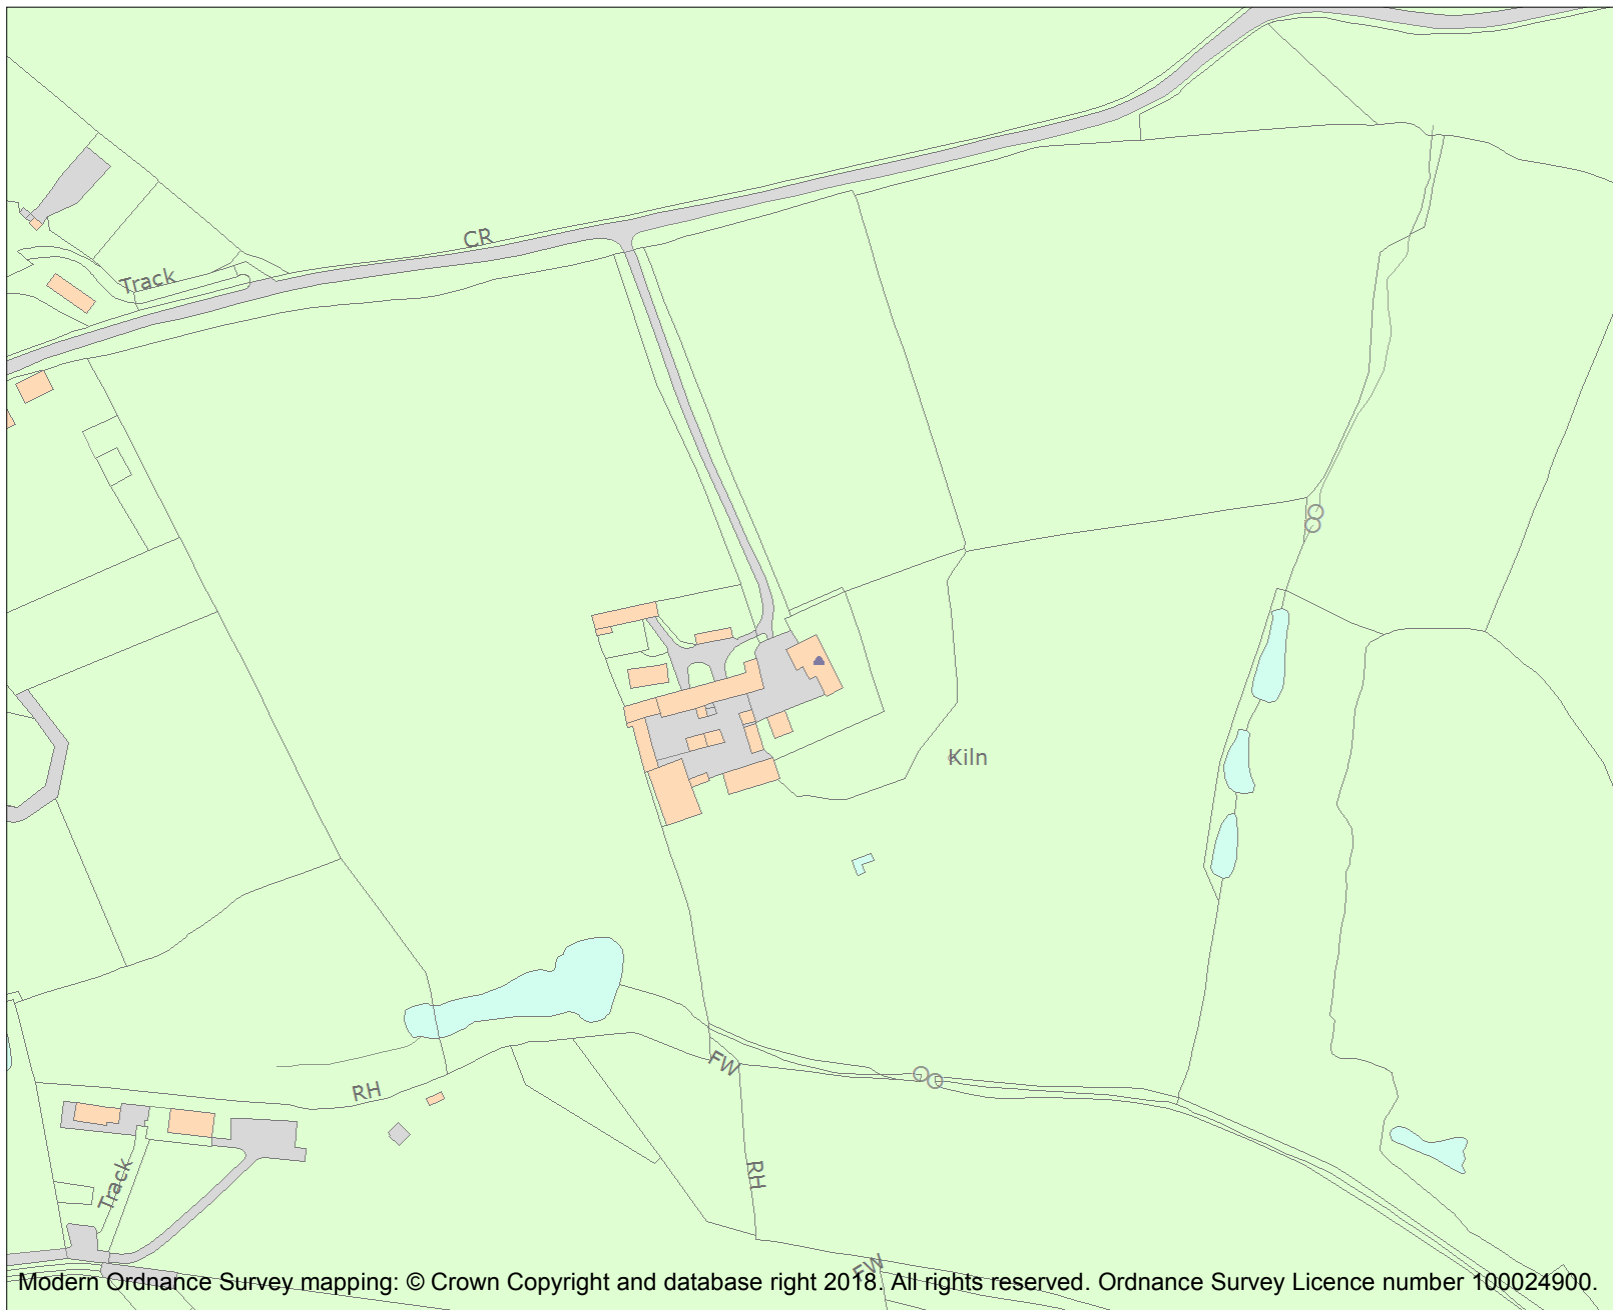 CR
Track
Kiln
FW
RH
RH
Track
FW
Modern Ordnance Survey mapping: © Crown Copyright and database right 2018. All rights reserved. Ordnance Survey Licence number 100024900.